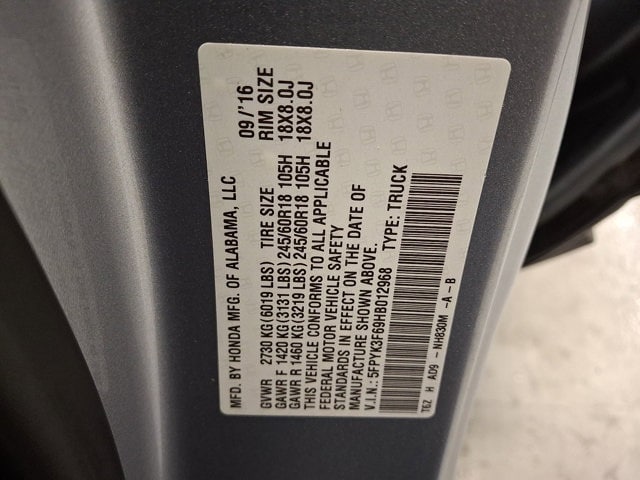 MFD. BY HONDA MFG. OF ALABAMA, LLC 09/'16
GVWR 2730 KG(6019 LBS) TIRE SIZE RIM SIZE
GAWR F 1420 KG(3131 LBS) 245/60R18 105H 18X8.0J
GAWR R 1460 KG(3219 LBS) 245/60R18 105H 18X8.0J
THIS VEHICLE CONFORMS TO ALL APPLICABLE
FEDERAL MOTOR VEHICLE SAFETY
STANDARDS IN EFFECT ON THE DATE OF
MANUFACTURE SHOWN ABOVE.
V.I.N.: 5FPYK3F69HB012968 TYPE: TRUCK
T6Z H AD9 - NH830M -A-B